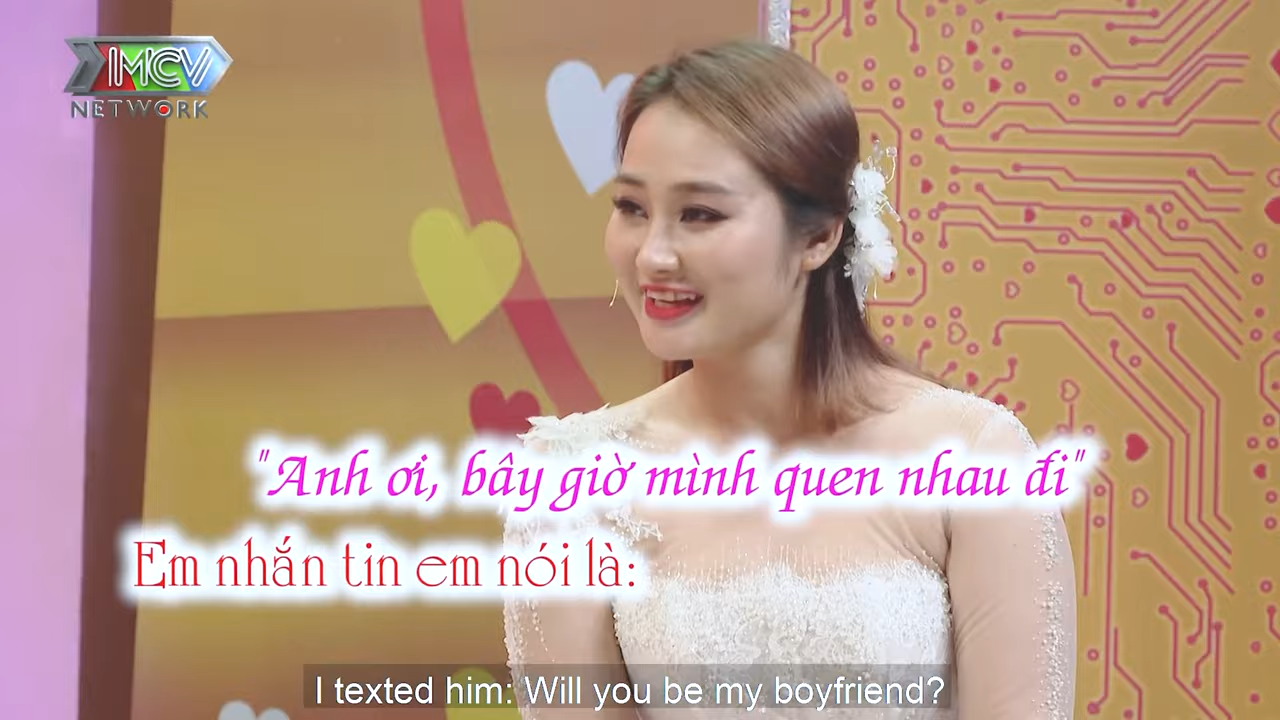 MCV
NETWORK
"Anh ơi, bây giờ mình quen nhau đi"
Em nhắn tin em nói là:
I texted him: Will you be my boyfriend?